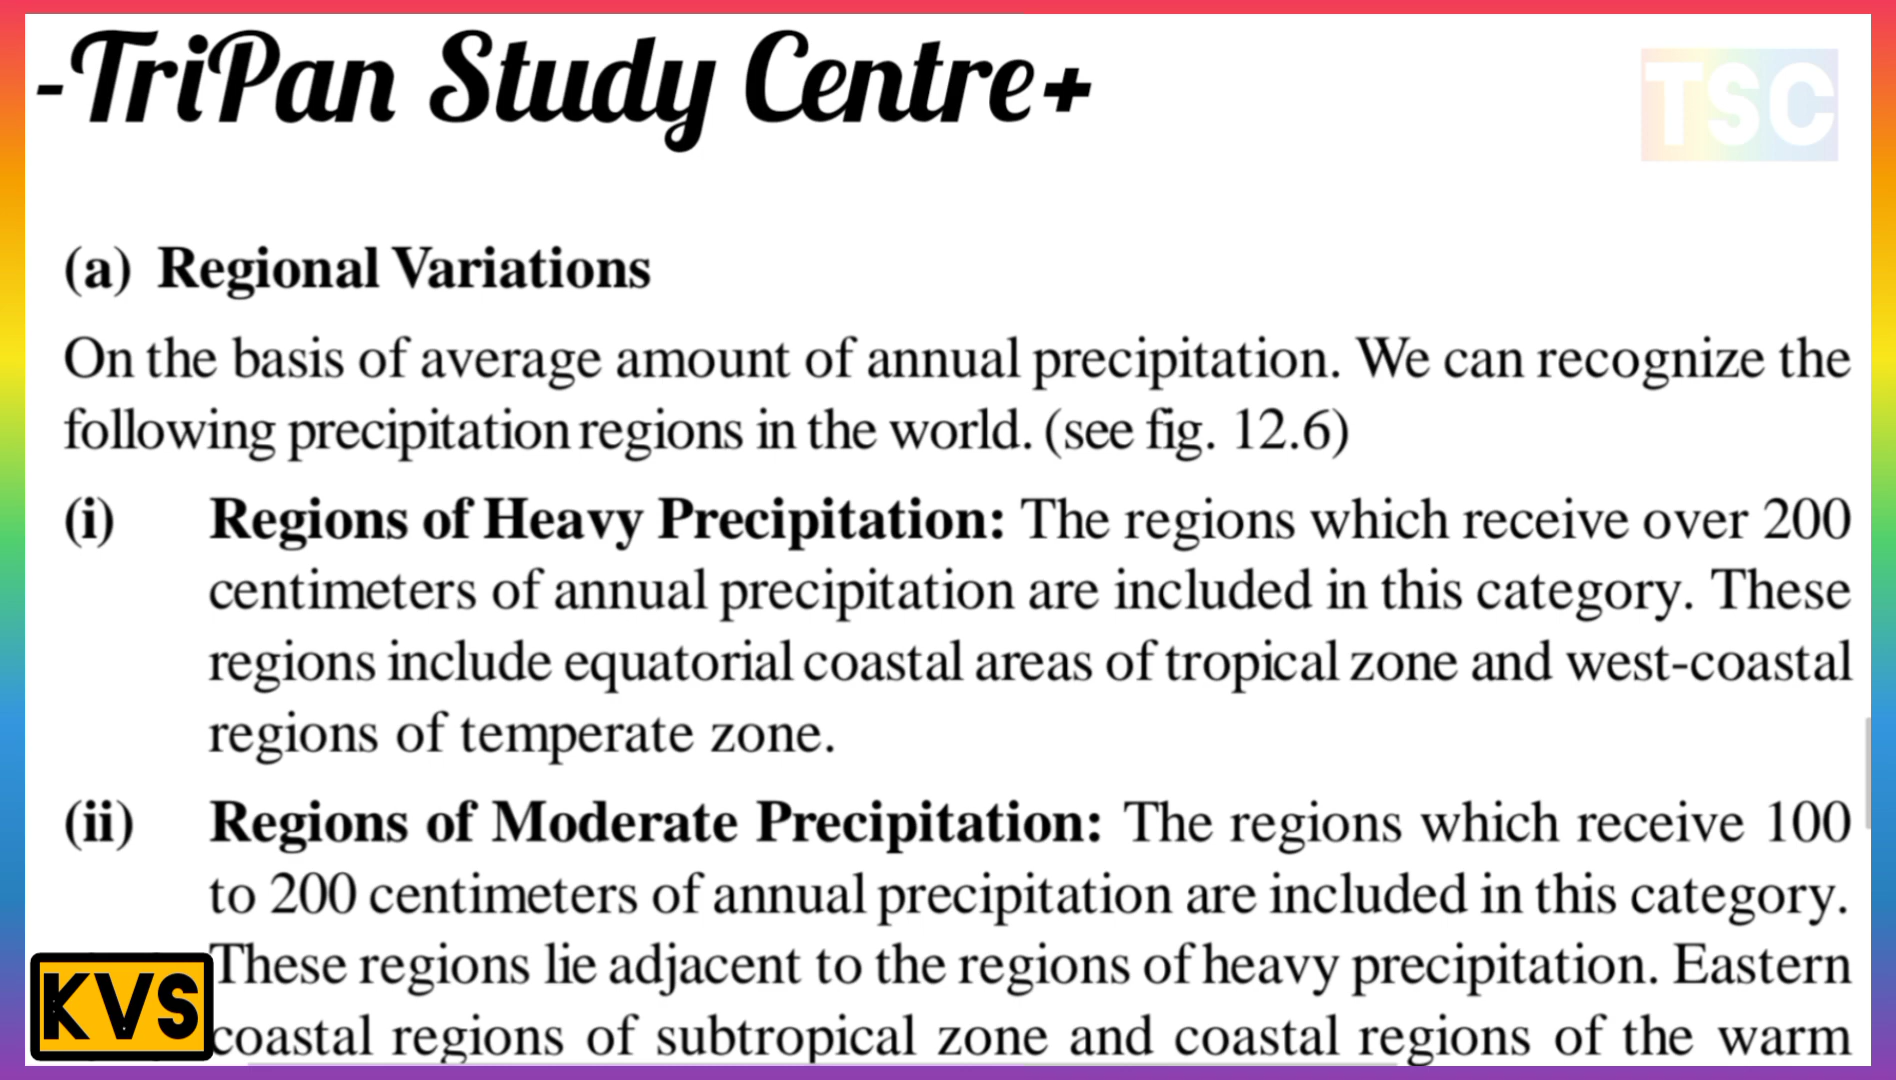 -TriPan Study Centre+
TSC
(a) Regional Variations
On the basis of average amount of annual precipitation. We can recognize the
following precipitation regions in the world. (see fig. 12.6)
(i) Regions of Heavy Precipitation: The regions which receive over 200
centimeters of annual precipitation are included in this category. These
regions include equatorial coastal areas of tropical zone and west-coastal
regions of temperate zone.
(ii) Regions of Moderate Precipitation: The regions which receive 100
to 200 centimeters of annual precipitation are included in this category.
These regions lie adjacent to the regions of heavy precipitation. Eastern
coastal regions of subtropical zone and coastal regions of the warm
KVS